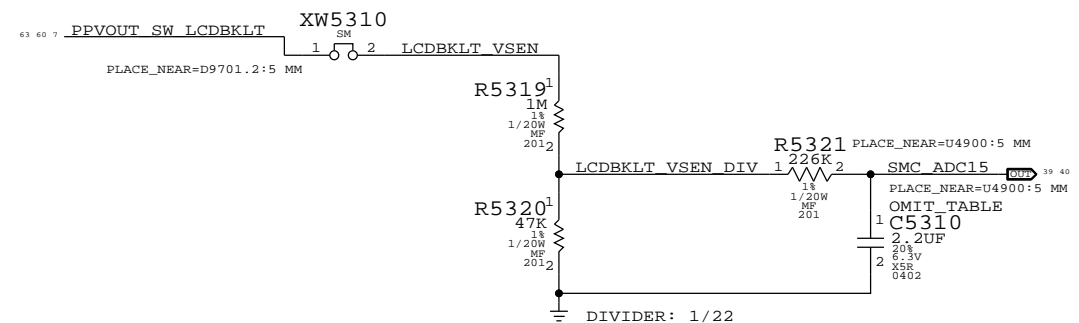 XW5310
SM
63 60 7 PPVOUT_SW_LCDBKLT
1 2 LCDBKLT_VSEN
PLACE_NEAR=D9701.2:5 MM
R5319 1
1M
1%
1/20W
MF
201 2
R5321 PLACE_NEAR=U4900:5 MM
226K
LCDBKLT_VSEN_DIV 1 2 SMC_ADC15 OUT 39 40
1%
1/20W
MF
201
PLACE_NEAR=U4900:5 MM
OMIT_TABLE
R5320 1
47K
1%
1/20W
MF
201 2
1 C5310
2.2UF
20%
6.3V
2 X5R
0402
DIVIDER: 1/22